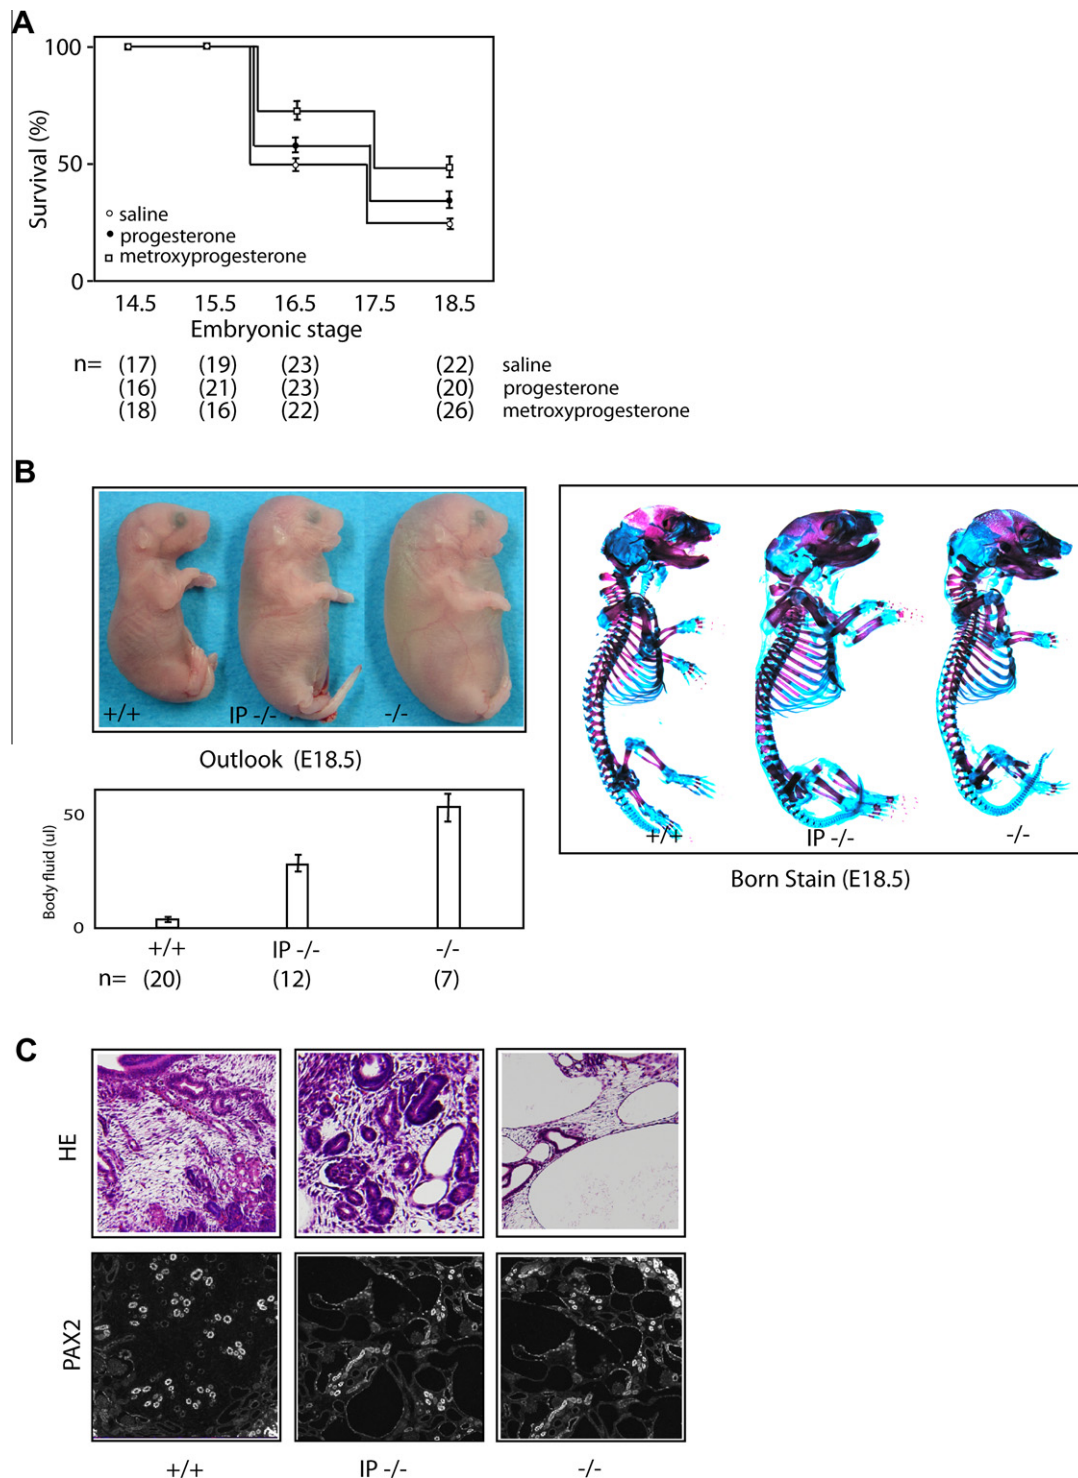 A
100
50
0
Survival (%)
saline
progesterone
metroxyprogesterone
14.5 15.5 16.5 17.5 18.5
Embryonic stage
n= (17) (19) (23) (22) saline
(16) (21) (23) (20) progesterone
(18) (16) (22) (26) metroxyprogesterone
B
+/+ IP -/- -/-
Outlook (E18.5)
+/+ IP -/- -/-
Born Stain (E18.5)
Body fluid (ul)
50
0
+/+ IP -/- -/-
n= (20) (12) (7)
C
HE
PAX2
+/+ IP -/- -/-